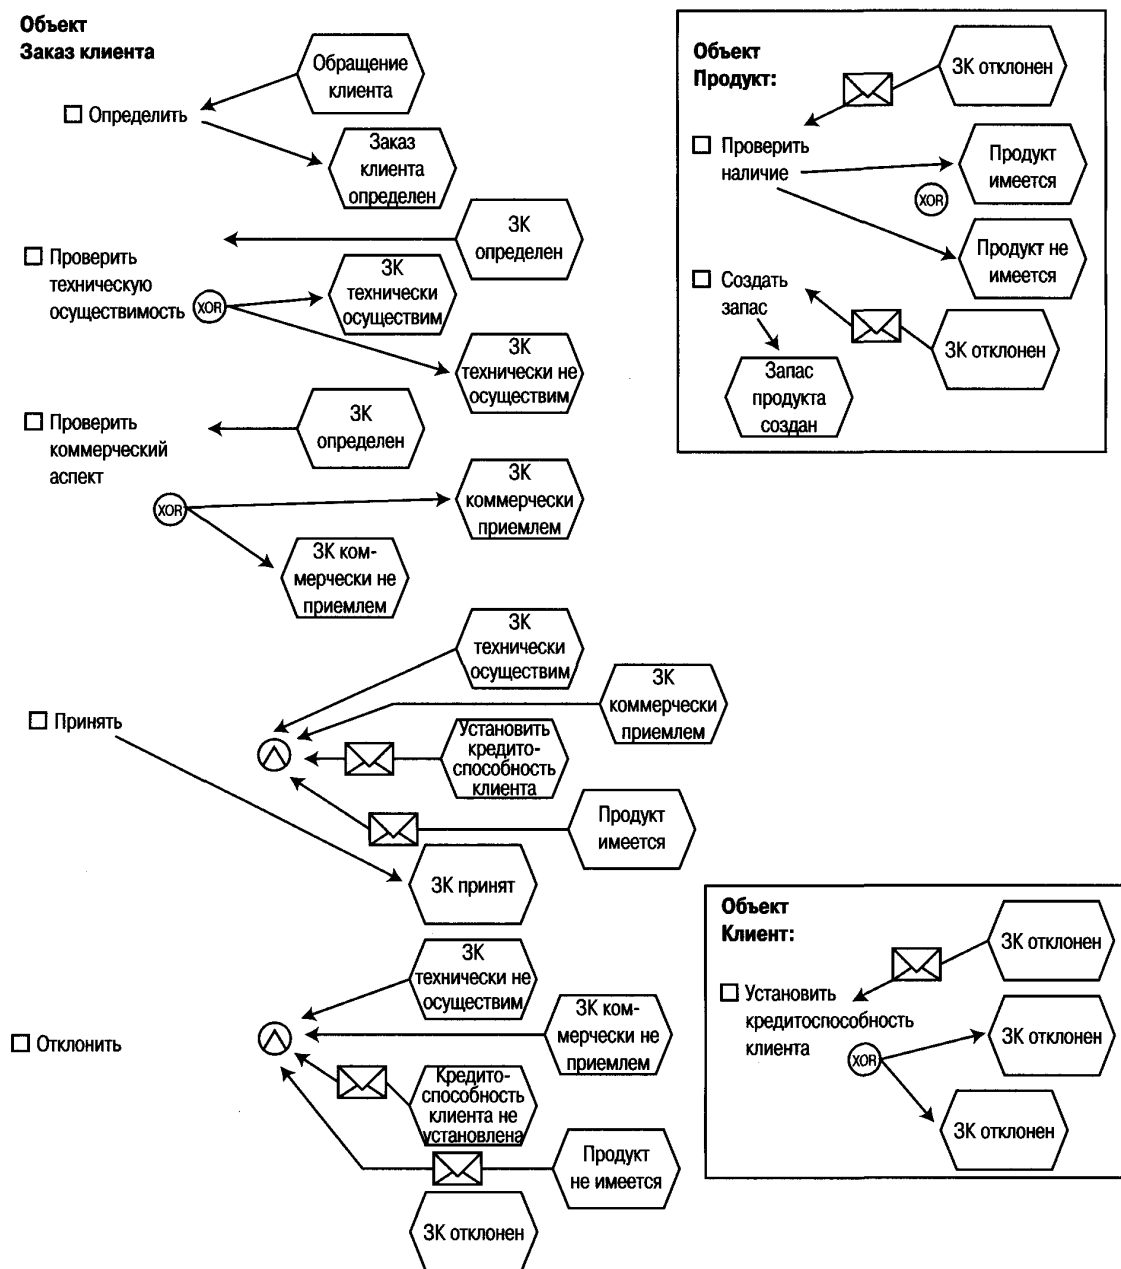 Объект
Заказ клиента
Обращение
клиента
Определить
Заказ
клиента
определен
ЗК
определен
Проверить
техническую
осуществимость
XOR
ЗК
технически
осуществим
ЗК
технически не
осуществим
Проверить
коммерческий
аспект
ЗК
определен
XOR
ЗК
коммерчески
приемлем
ЗК ком-
мерчески не
приемлем
Принять
ЗК
технически
осуществим
ЗК
коммерчески
приемлем
Установить
кредито-
способность
клиента
Продукт
имеется
ЗК принят
Отклонить
ЗК
технически не
осуществим
ЗК ком-
мерчески не
приемлем
Кредито-
способность
клиента не
установлена
Продукт
не имеется
ЗК отклонен
Объект
Продукт:
ЗК отклонен
Проверить
наличие
Продукт
имеется
XOR
Продукт не
имеется
Создать
запас
ЗК отклонен
Запас
продукта
создан
Объект
Клиент:
ЗК отклонен
Установить
кредитоспособность
клиента
XOR
ЗК отклонен
ЗК отклонен